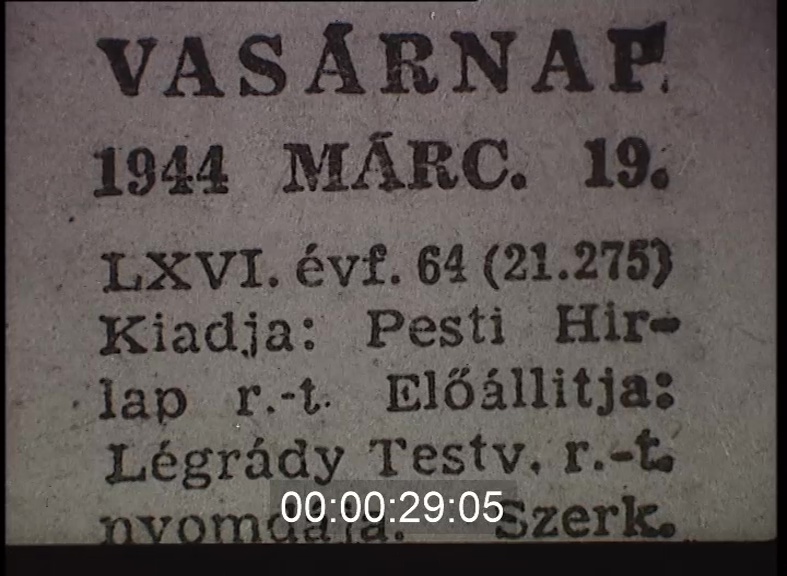 VASÁRNAP
1944 MÁRC. 19.
LXVI. évf. 64 (21.275)
Kiadja: Pesti Hir-
lap r.-t. Előállitja:
Légrády Testv. r.-t.
nyomdája. Szerk.
00:00:29:05